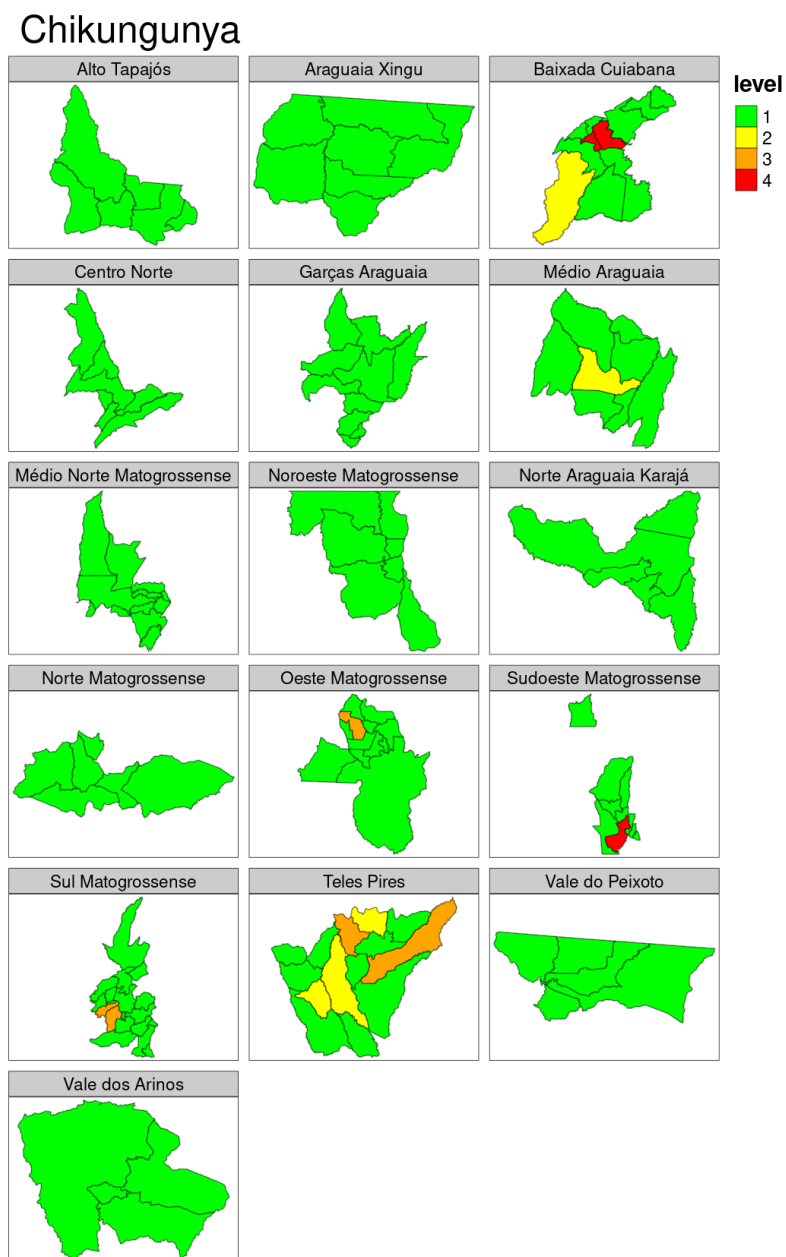 Chikungunya
Alto Tapajós
Araguaia Xingu
Baixada Cuiabana
level
1
2
3
4
Centro Norte
Garças Araguaia
Médio Araguaia
Médio Norte Matogrossense
Noroeste Matogrossense
Norte Araguaia Karajá
Norte Matogrossense
Oeste Matogrossense
Sudoeste Matogrossense
Sul Matogrossense
Teles Pires
Vale do Peixoto
Vale dos Arinos